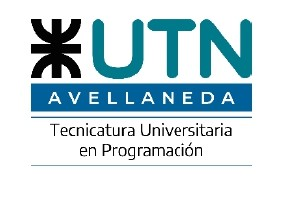 UTN
AVELLANEDA
Tecnicatura Universitaria
en Programación